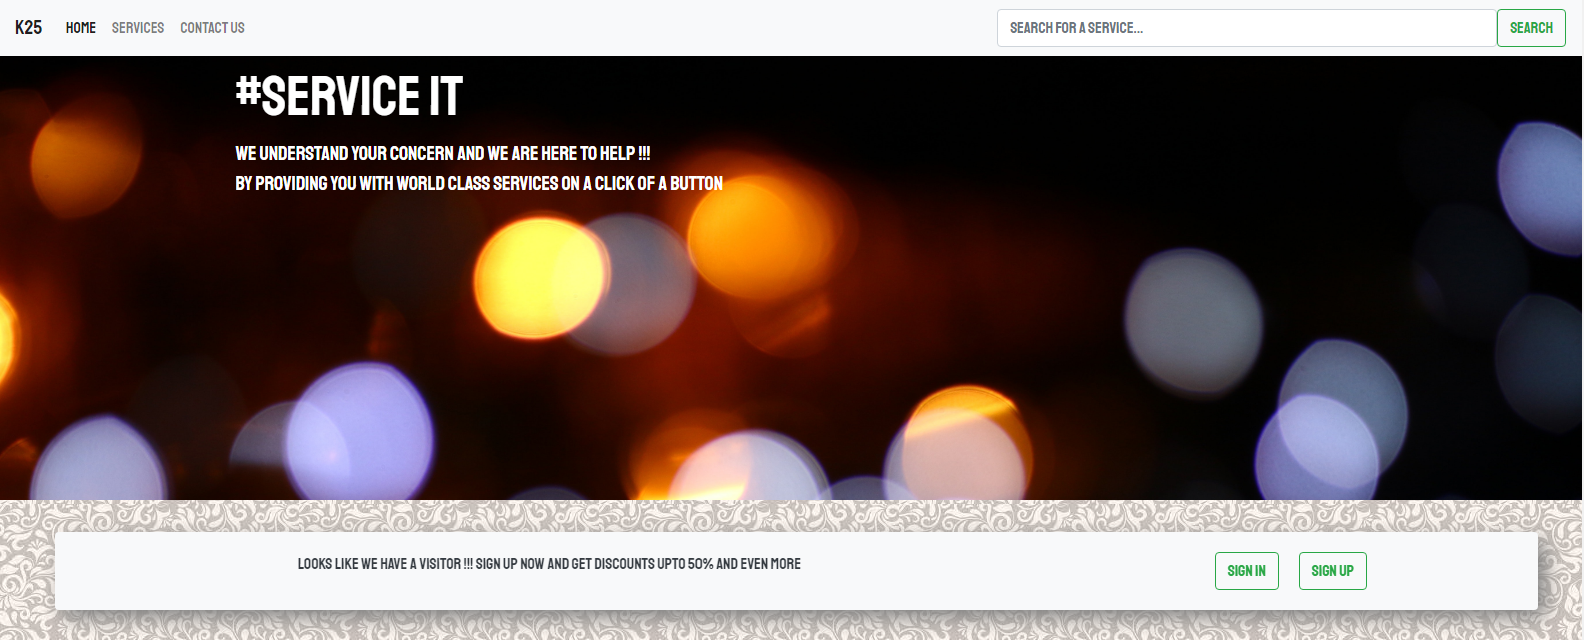 K25 HOME SERVICES CONTACT US SEARCH FOR A SERVICE... SEARCH
#SERVICE IT
WE UNDERSTAND YOUR CONCERN AND WE ARE HERE TO HELP !!!
BY PROVIDING YOU WITH WORLD CLASS SERVICES ON A CLICK OF A BUTTON
LOOKS LIKE WE HAVE A VISITOR !!! SIGN UP NOW AND GET DISCOUNTS UPTO 50% AND EVEN MORE SIGN IN SIGN UP